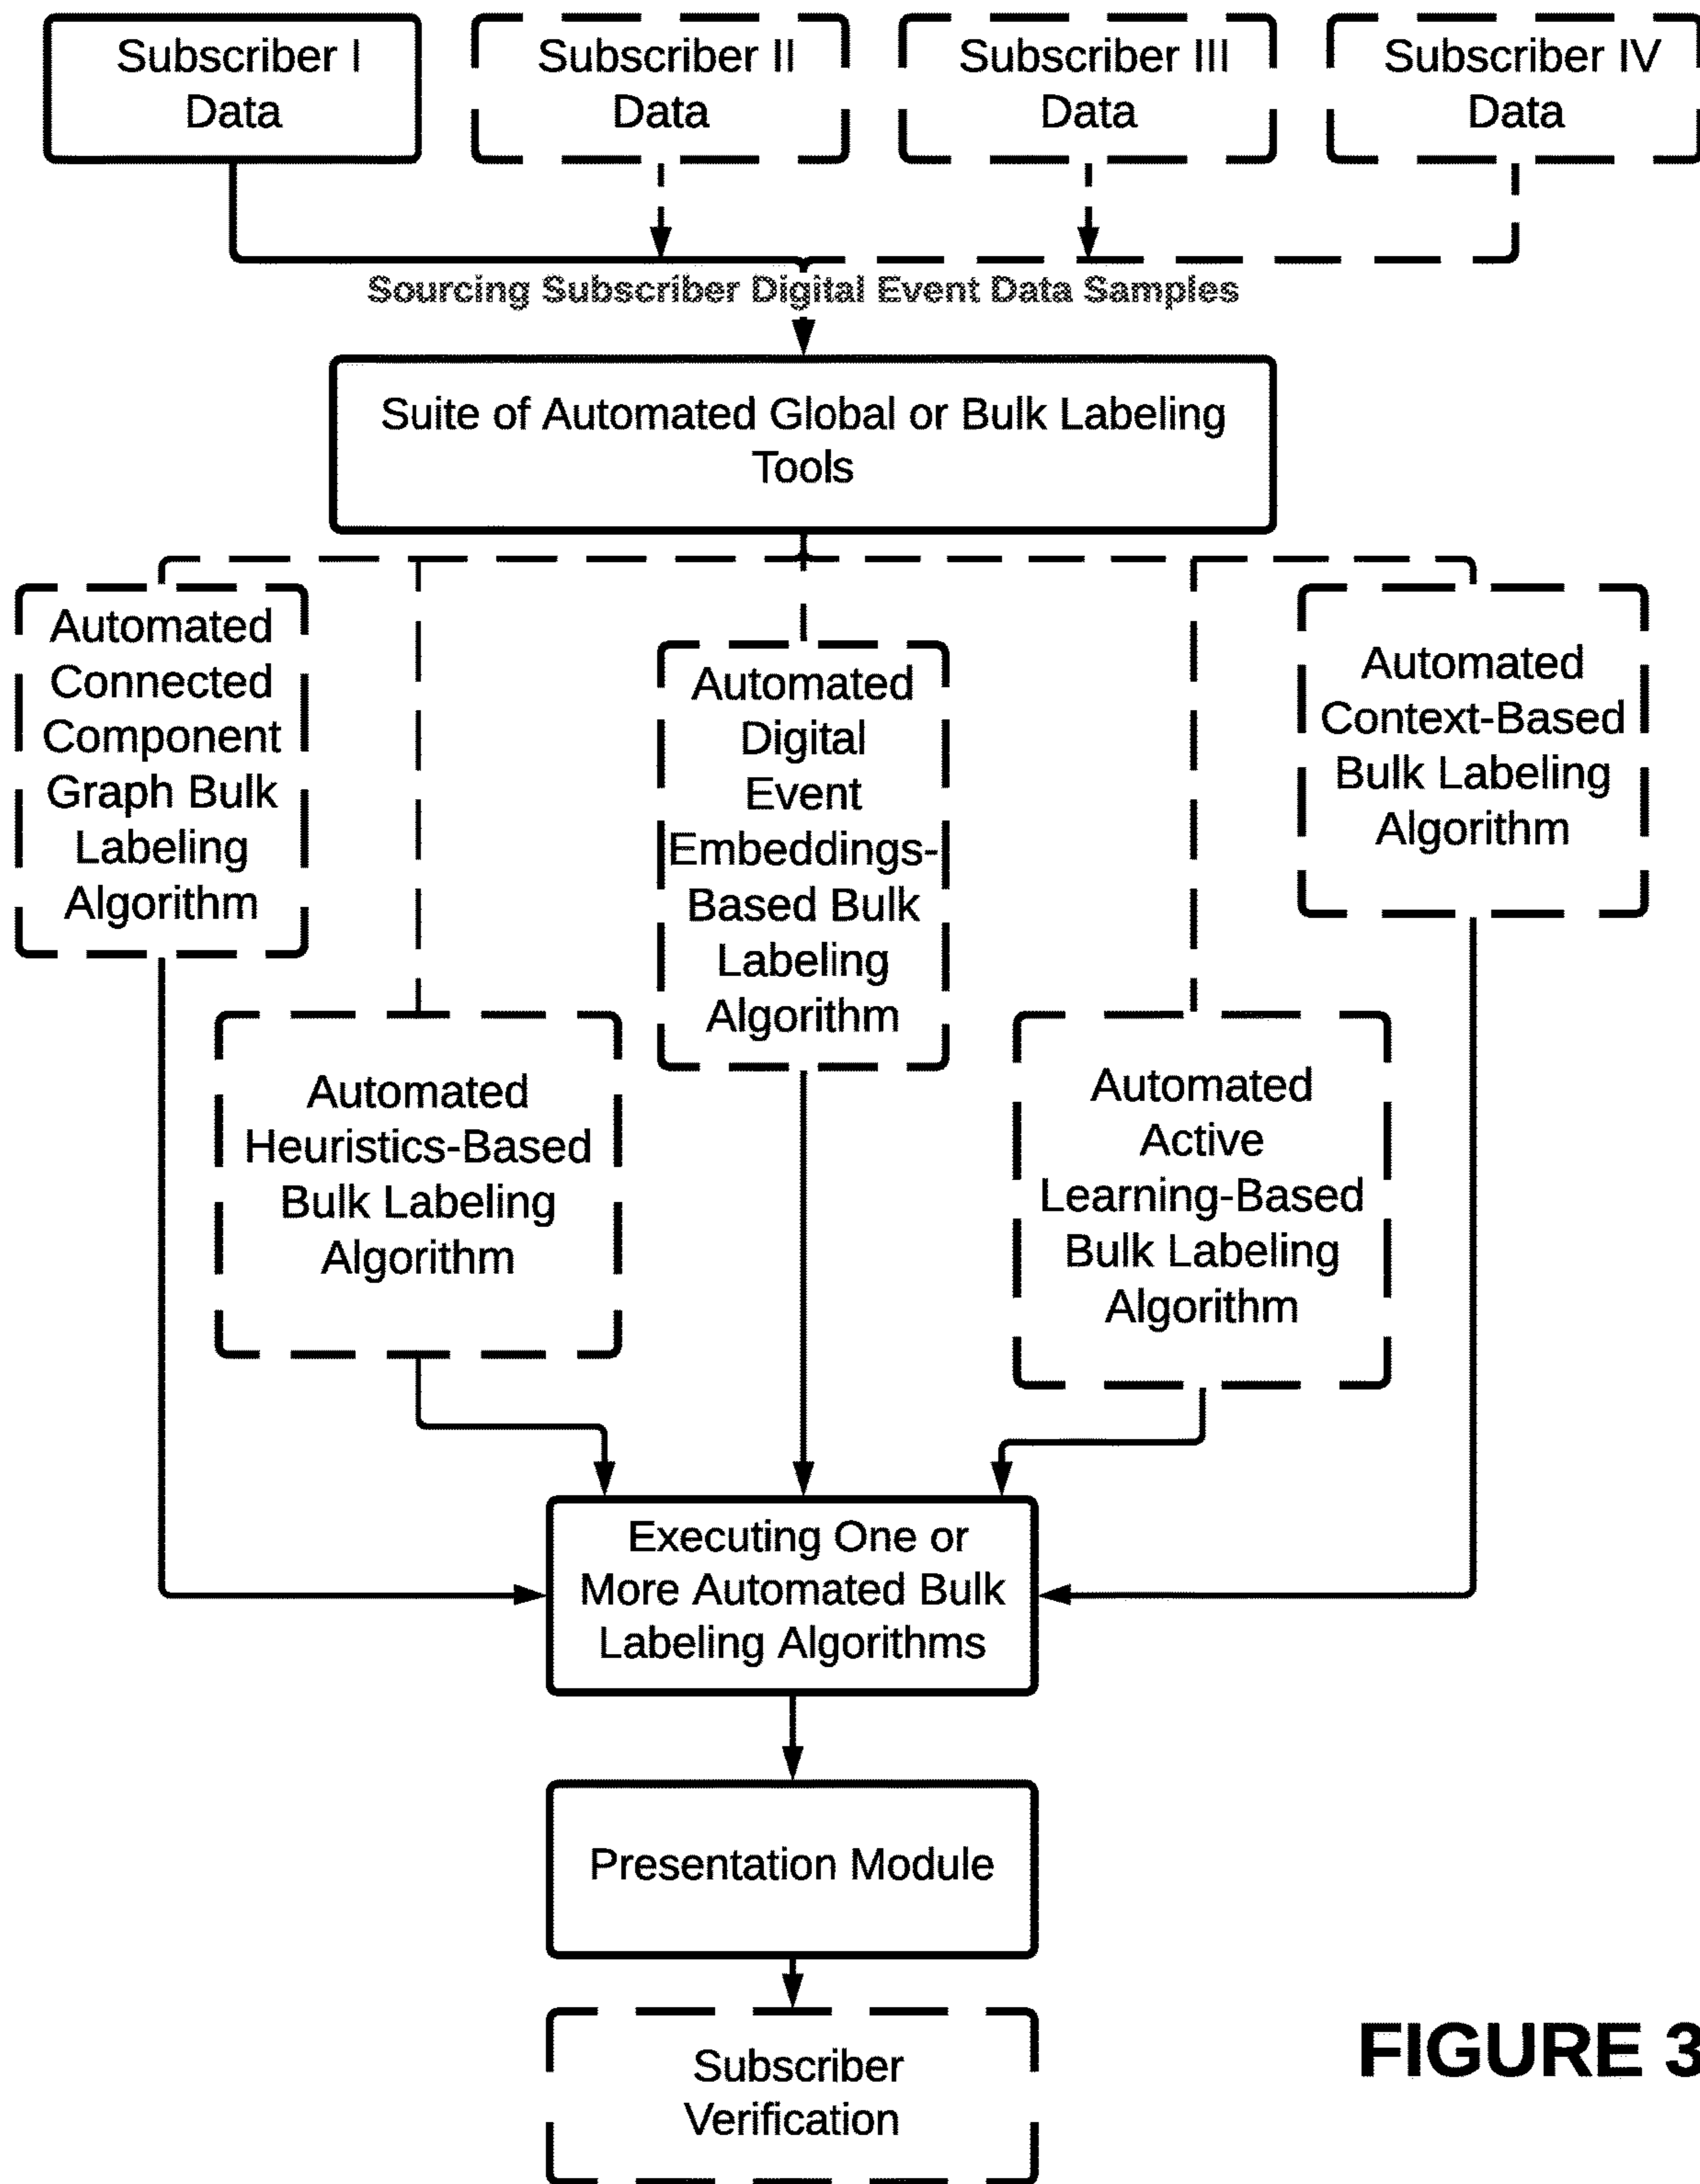 Subscriber I
Data
Subscriber II
Data
Subscriber III
Data
Subscriber IV
Data
Sourcing Subscriber Digital Event Data Samples
Suite of Automated Global or Bulk Labeling
Tools
Automated
Connected
Component
Graph Bulk
Labeling
Algorithm
Automated
Digital
Event
Embeddings-
Based Bulk
Labeling
Algorithm
Automated
Context-Based
Bulk Labeling
Algorithm
Automated
Heuristics-Based
Bulk Labeling
Algorithm
Automated
Active
Learning-Based
Bulk Labeling
Algorithm
Executing One or
More Automated Bulk
Labeling Algorithms
Presentation Module
Subscriber
Verification
FIGURE 3